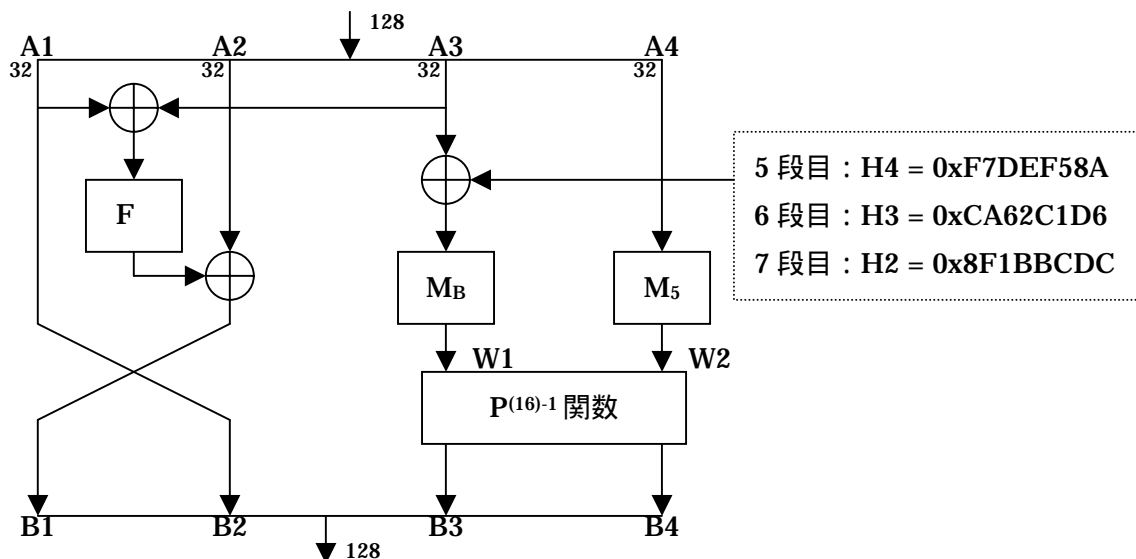 128
A1 A2 A3 A4
32 32 32 32
5 段目：H4 = 0xF7DEF58A
6 段目：H3 = 0xCA62C1D6
7 段目：H2 = 0x8F1BBCDC
F
MB M5
W1 W2
P(16)-1 関数
B1 B2 B3 B4
128